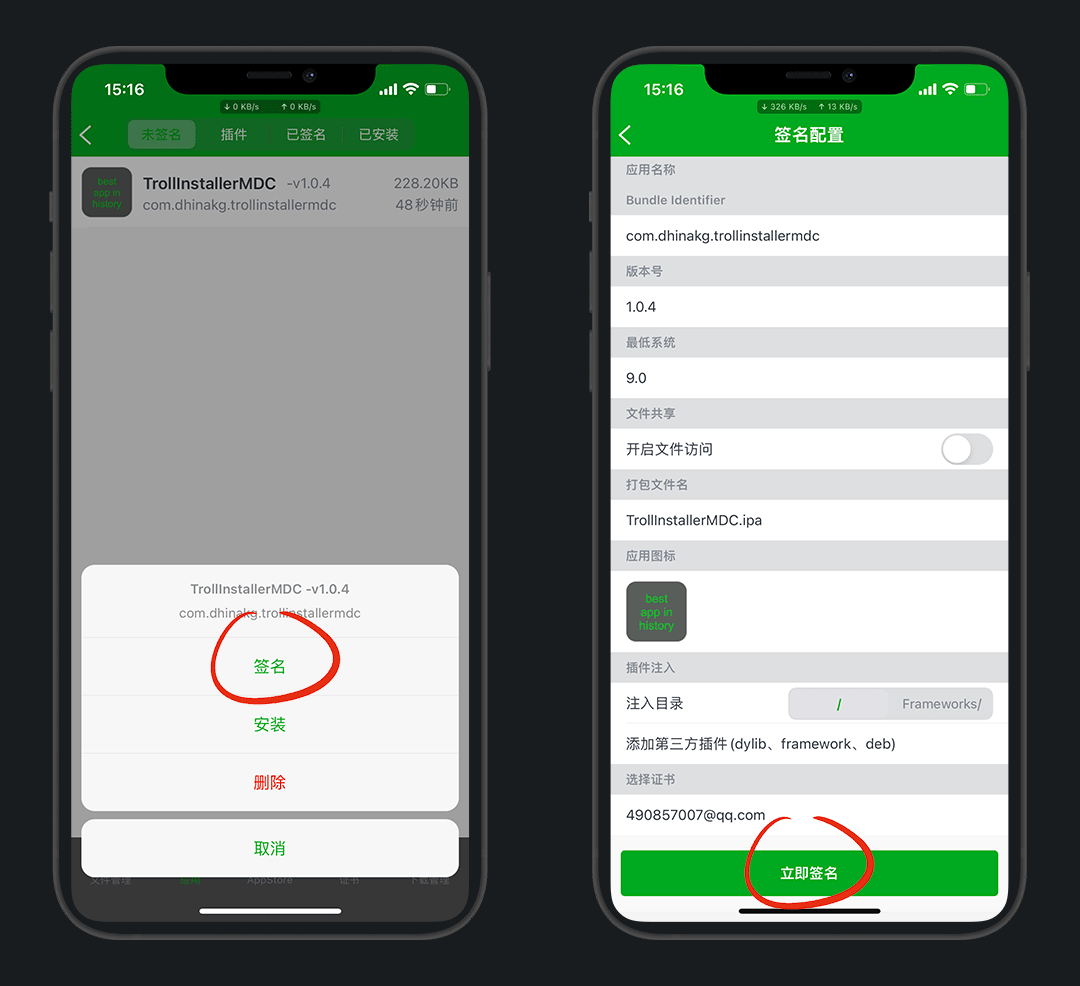 15:16
↓ 0 KB/s ↑ 0 KB/s
未签名 插件 已签名 已安装
best
app in
history
TrollInstallerMDC -v1.0.4 228.20KB
com.dhinakg.trollinstallermdc 48秒钟前
TrollInstallerMDC -v1.0.4
com.dhinakg.trollinstallermdc
签名
安装
删除
取消
文件管理 应用 AppStore 证书 下载管理
15:16
↓ 326 KB/s ↑ 13 KB/s
签名配置
应用名称
Bundle Identifier
com.dhinakg.trollinstallermdc
版本号
1.0.4
最低系统
9.0
文件共享
开启文件访问
打包文件名
TrollInstallerMDC.ipa
应用图标
best
app in
history
插件注入
注入目录 / Frameworks/
添加第三方插件(dylib、framework、deb)
选择证书
490857007@qq.com
立即签名